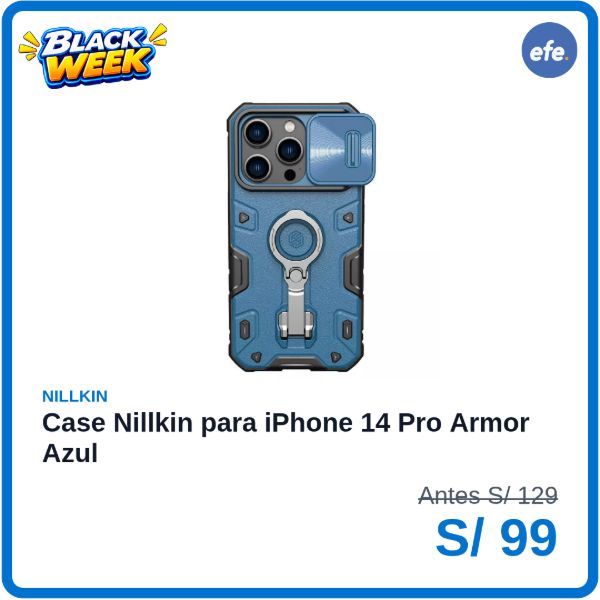 BLACK
WEEK
efe.
NILLKIN
Case Nillkin para iPhone 14 Pro Armor
Azul
Antes S/ 129
S/ 99